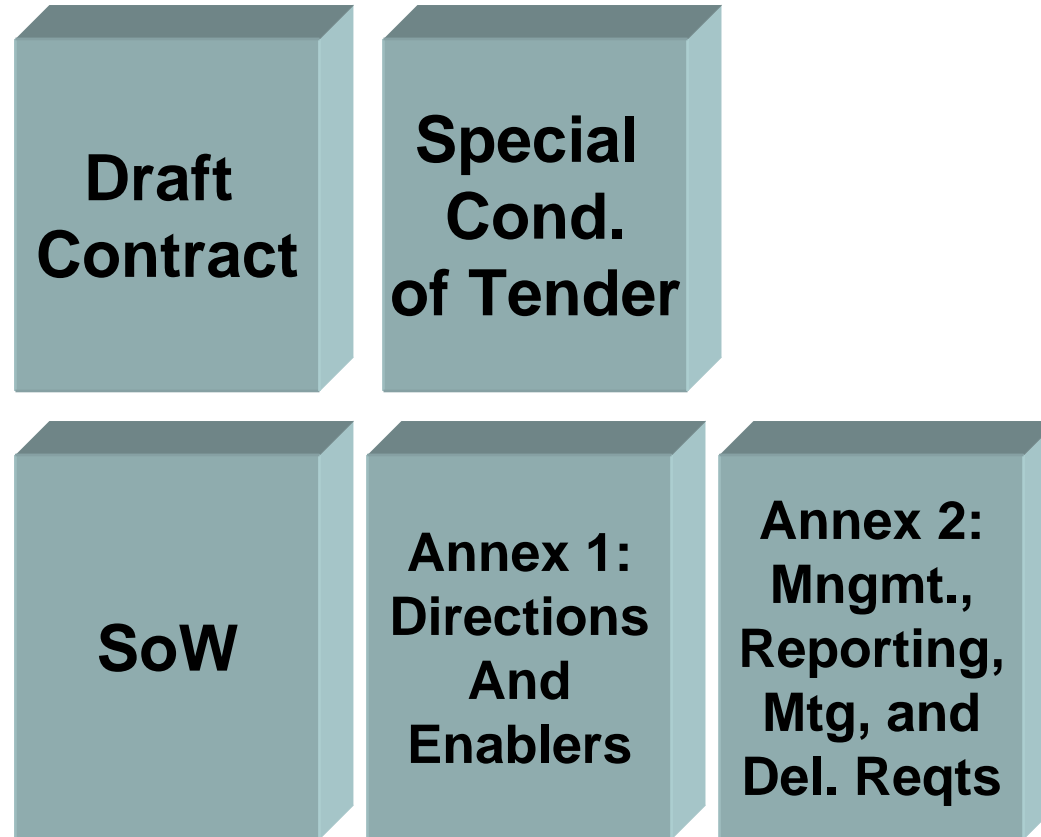 Draft
Contract
Special
Cond.
of Tender
SoW
Annex 1:
Directions
And
Enablers
Annex 2:
Mngmt.,
Reporting,
Mtg, and
Del. Reqts